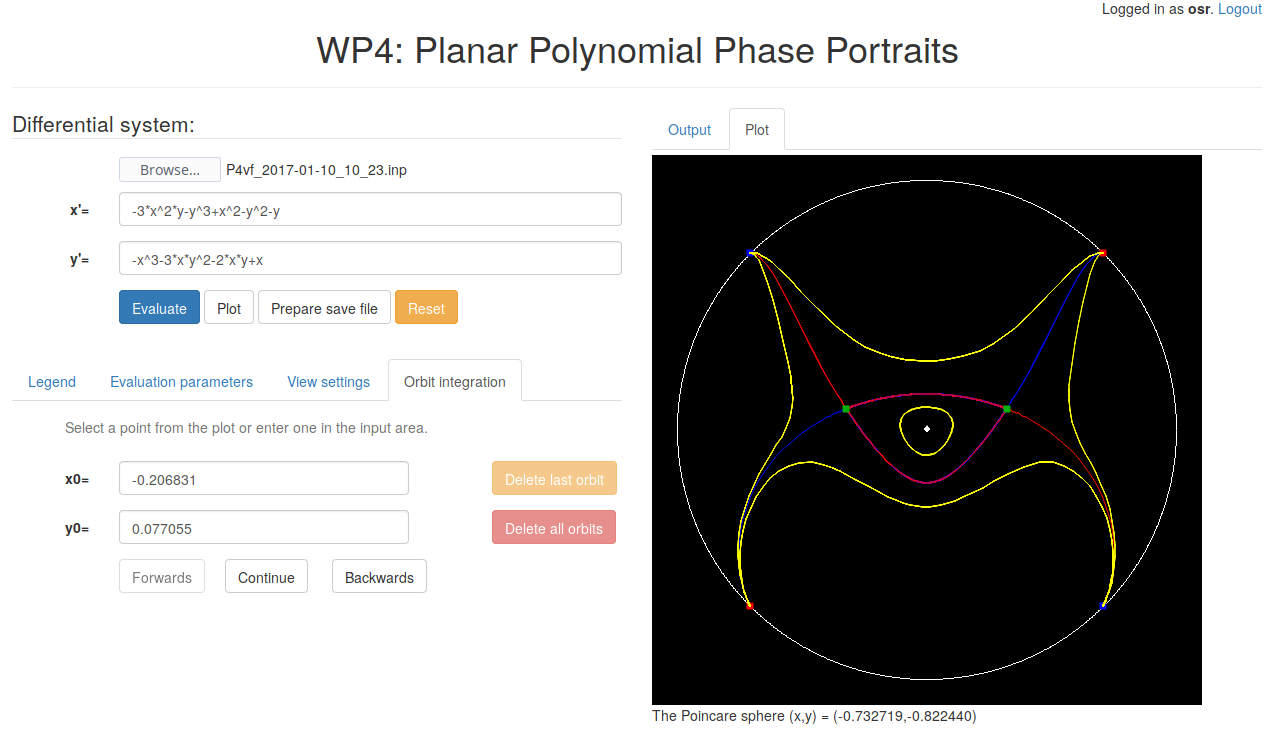 Logged in as osr. Logout
WP4: Planar Polynomial Phase Portraits
Differential system:
Browse... P4vf_2017-01-10_10_23.inp
x'= -3*x^2*y-y^3+x^2-y^2-y
y'= -x^3-3*x*y^2-2*x*y+x
Evaluate Plot Prepare save file Reset
Legend Evaluation parameters View settings Orbit integration
Select a point from the plot or enter one in the input area.
x0= -0.206831 Delete last orbit
y0= 0.077055 Delete all orbits
Forwards Continue Backwards
Output Plot
The Poincare sphere (x,y) = (-0.732719,-0.822440)